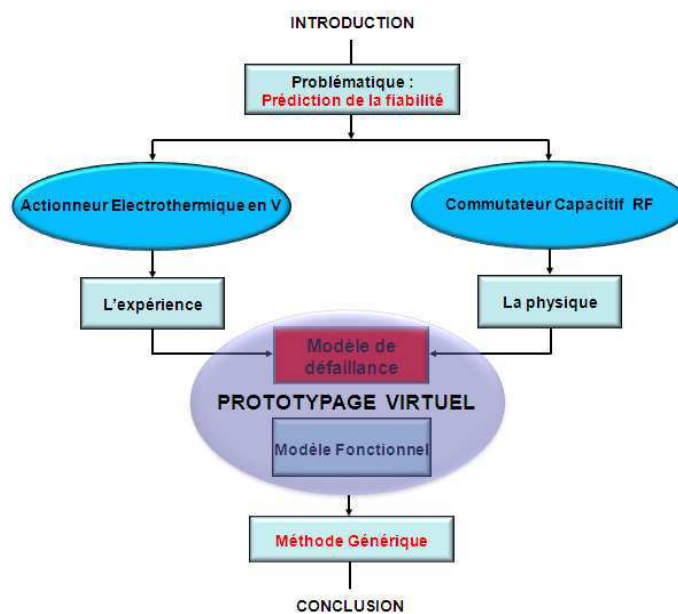 INTRODUCTION
Problématique :
Prédiction de la fiabilité
Actionneur Electrothermique en V
Commutateur Capacitif RF
L'expérience
La physique
Modèle de
défaillance
PROTOTYPAGE VIRTUEL
Modèle Fonctionnel
Méthode Générique
CONCLUSION